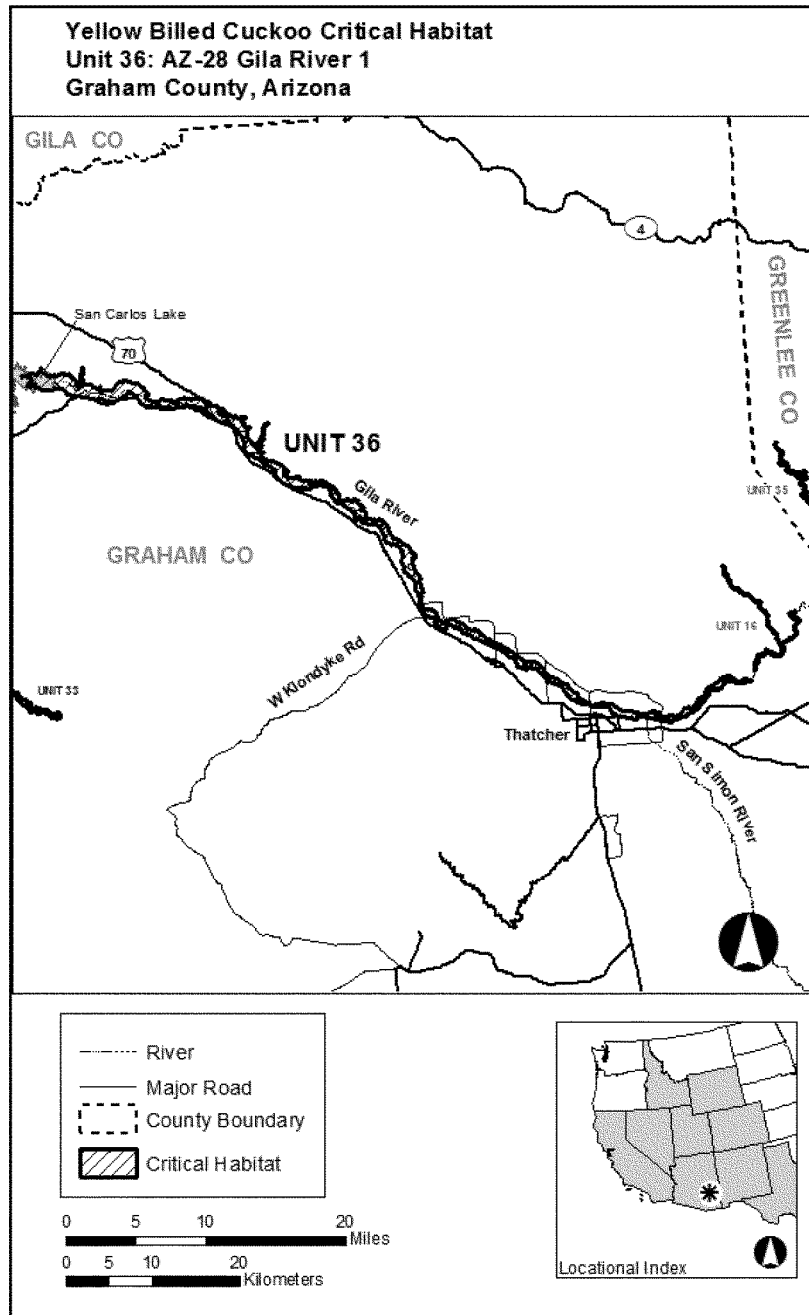 Yellow Billed Cuckoo Critical Habitat
Unit 36: AZ-28 Gila River 1
Graham County, Arizona
GILA CO
4
GREENLEE CO
San Carlos Lake
70
UNIT 36
UNIT 35
Gila River
GRAHAM CO
UNIT 16
W Klondyke Rd
UNIT 33
Thatcher
San Simon River
River
Major Road
County Boundary
Critical Habitat
0 5 10 20
Miles
0 5 10 20
Kilometers
Locational Index